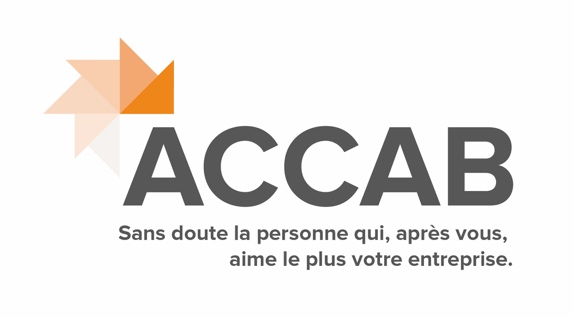 ACCAB
Sans doute la personne qui, après vous,
aime le plus votre entreprise.